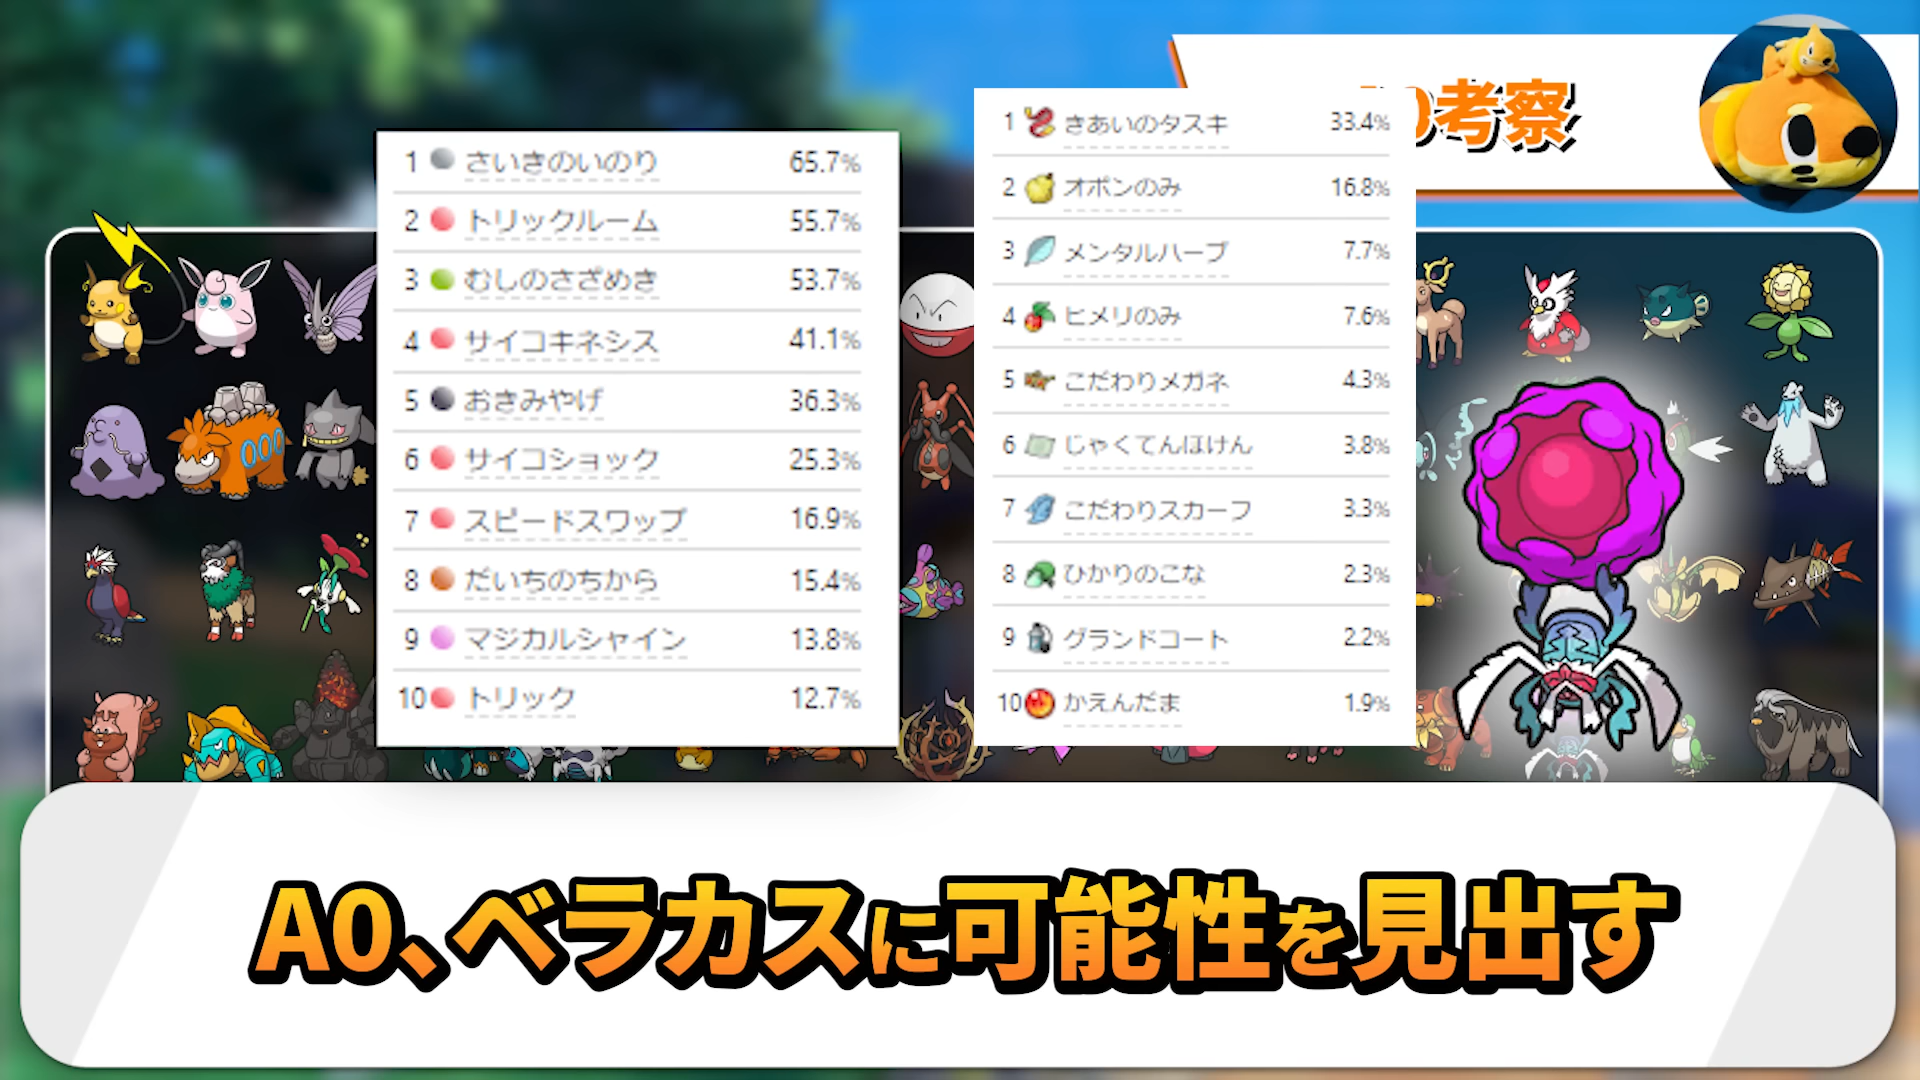 0考察
1 さいきのいのり 65.7%
2 トリックルーム 55.7%
3 むしのさざめき 53.7%
4 サイコキネシス 41.1%
5 おきみやげ 36.3%
6 サイコショック 25.3%
7 スピードスワップ 16.9%
8 だいちのちから 15.4%
9 マジカルシャイン 13.8%
10 トリック 12.7%
1 きあいのタスキ 33.4%
2 オボンのみ 16.8%
3 メンタルハーブ 7.7%
4 ヒメリのみ 7.6%
5 こだわりメガネ 4.3%
6 じゃくてんほけん 3.8%
7 こだわりスカーフ 3.3%
8 ひかりのこな 2.3%
9 グランドコート 2.2%
10 かえんだま 1.9%
A0、ベラカスに可能性を見出す